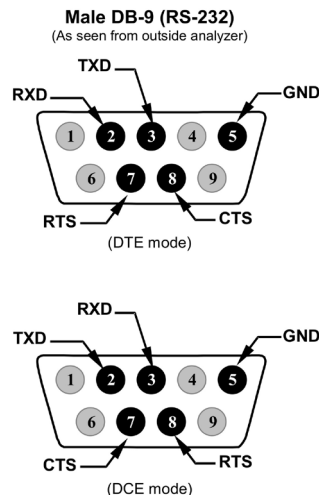 Male DB-9 (RS-232)
(As seen from outside analyzer)
TXD
RXD
GND
1 2 3 4 5
6 7 8 9
RTS
CTS
(DTE mode)
RXD
TXD
GND
1 2 3 4 5
6 7 8 9
CTS
RTS
(DCE mode)